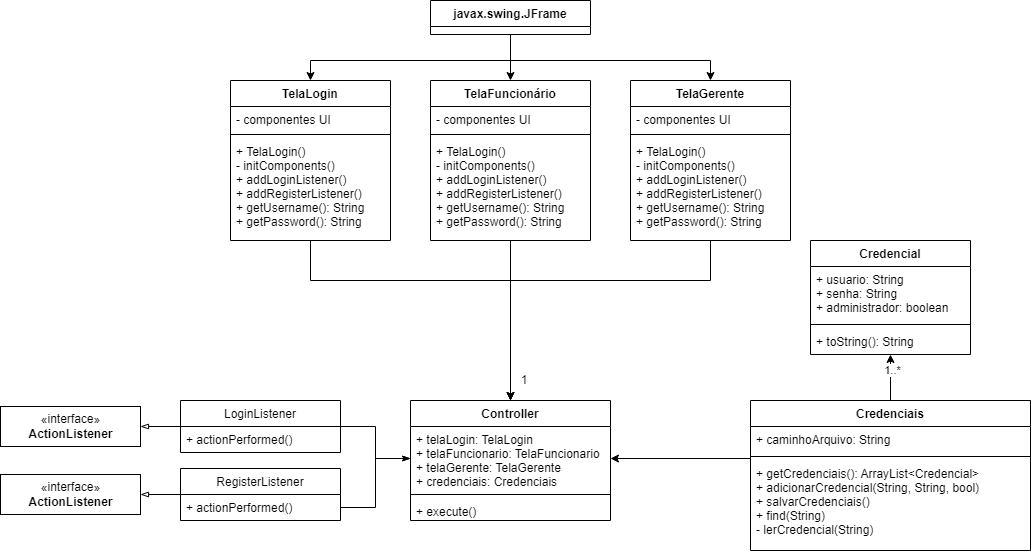 javax.swing.JFrame
TelaLogin
- componentes UI
+ TelaLogin()
- initComponents()
+ addLoginListener()
+ addRegisterListener()
+ getUsername(): String
+ getPassword(): String
TelaFuncionário
- componentes UI
+ TelaLogin()
- initComponents()
+ addLoginListener()
+ addRegisterListener()
+ getUsername(): String
+ getPassword(): String
TelaGerente
- componentes UI
+ TelaLogin()
- initComponents()
+ addLoginListener()
+ addRegisterListener()
+ getUsername(): String
+ getPassword(): String
Credencial
+ usuario: String
+ senha: String
+ administrador: boolean
+ toString(): String
1..*
1
«interface»
ActionListener
LoginListener
+ actionPerformed()
«interface»
ActionListener
RegisterListener
+ actionPerformed()
Controller
+ telaLogin: TelaLogin
+ telaFuncionario: TelaFuncionario
+ telaGerente: TelaGerente
+ credenciais: Credenciais
+ execute()
Credenciais
+ caminhoArquivo: String
+ getCredenciais(): ArrayList<Credencial>
+ adicionarCredencial(String, String, bool)
+ salvarCredenciais()
+ find(String)
- lerCredencial(String)